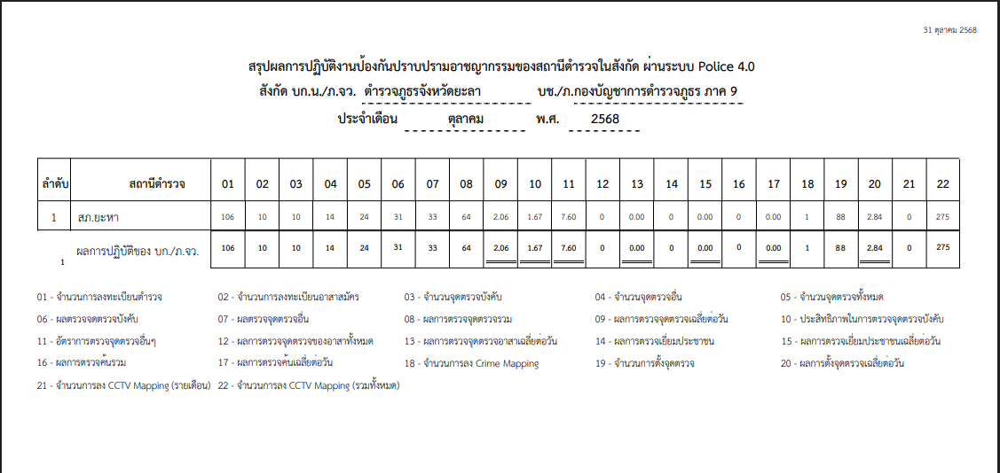 31 ตุลาคม 2568
สรุปผลการปฏิบัติงานป้องกันปราบปรามอาชญากรรมของสถานีตำรวจในสังกัด ผ่านระบบ Police 4.0
สังกัด บก.น./ภ.จว. ตำรวจภูธรจังหวัดยะลา บช./ภ.กองบัญชาการตำรวจภูธร ภาค 9
ประจำเดือน ตุลาคม พ.ศ. 2568
ลำดับ สถานีตำรวจ 01 02 03 04 05 06 07 08 09 10 11 12 13 14 15 16 17 18 19 20 21 22
1 สภ.ยะหา 106 10 10 14 24 31 33 64 2.06 1.67 7.60 0 0.00 0 0.00 0 0.00 1 88 2.84 0 275
1 ผลการปฏิบัติของ บก./ภ.จว. 106 10 10 14 24 31 33 64 2.06 1.67 7.60 0 0.00 0 0.00 0 0.00 1 88 2.84 0 275
01 - จำนวนการลงทะเบียนตำรวจ 02 - จำนวนการลงทะเบียนอาสาสมัคร 03 - จำนวนจุดตรวจบังคับ 04 - จำนวนจุดตรวจอื่น 05 - จำนวนจุดตรวจทั้งหมด
06 - ผลตรวจจุดตรวจบังคับ 07 - ผลตรวจจุดตรวจอื่น 08 - ผลการตรวจจุดตรวจรวม 09 - ผลการตรวจจุดตรวจเฉลี่ยต่อวัน 10 - ประสิทธิภาพในการตรวจจุดตรวจบังคับ
11 - อัตราการตรวจจุดตรวจอื่นๆ 12 - ผลการตรวจจุดตรวจของอาสาทั้งหมด 13 - ผลการตรวจจุดตรวจอาสาเฉลี่ยต่อวัน 14 - ผลการตรวจเยี่ยมประชาชน 15 - ผลการตรวจเยี่ยมประชาชนเฉลี่ยต่อวัน
16 - ผลการตรวจค้นรวม 17 - ผลการตรวจค้นเฉลี่ยต่อวัน 18 - จำนวนการลง Crime Mapping 19 - จำนวนการตั้งจุดตรวจ 20 - ผลการตั้งจุดตรวจเฉลี่ยต่อวัน
21 - จำนวนการลง CCTV Mapping (รายเดือน) 22 - จำนวนการลง CCTV Mapping (รวมทั้งหมด)